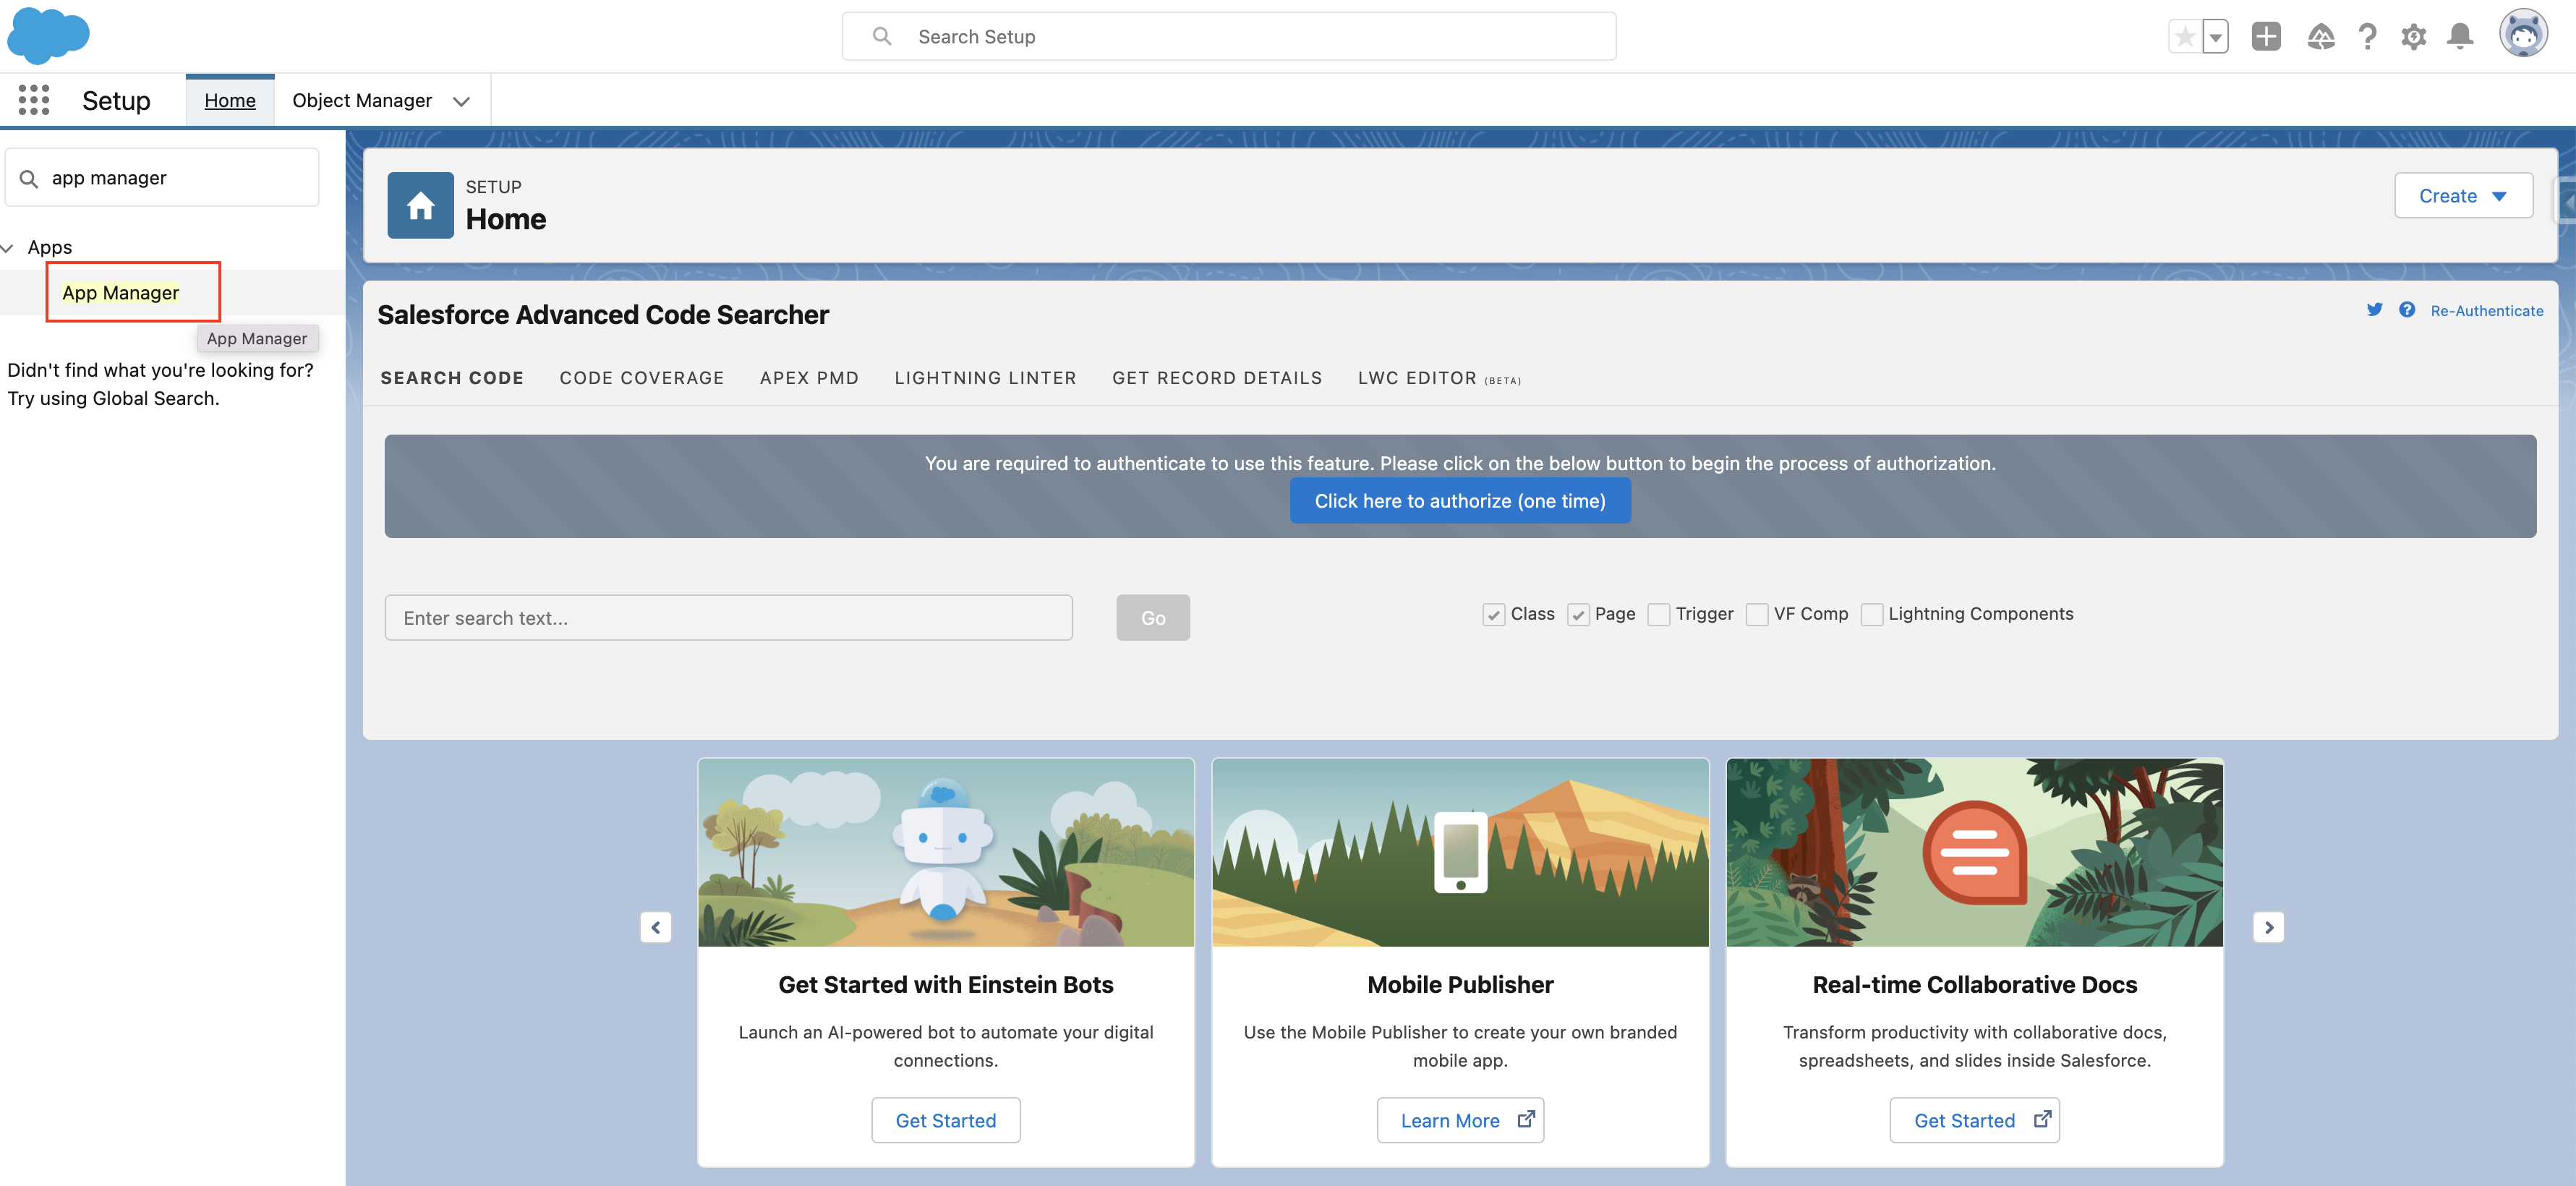 Search Setup
Setup
Home
Object Manager
app manager
Apps
App Manager
App Manager
Didn't find what you're looking for?
Try using Global Search.
SETUP
Home
Create
Salesforce Advanced Code Searcher
Re-Authenticate
SEARCH CODE
CODE COVERAGE
APEX PMD
LIGHTNING LINTER
GET RECORD DETAILS
LWC EDITOR (BETA)
You are required to authenticate to use this feature. Please click on the below button to begin the process of authorization.
Click here to authorize (one time)
Enter search text...
Go
Class
Page
Trigger
VF Comp
Lightning Components
Get Started with Einstein Bots
Launch an AI-powered bot to automate your digital
connections.
Get Started
Mobile Publisher
Use the Mobile Publisher to create your own branded
mobile app.
Learn More
Real-time Collaborative Docs
Transform productivity with collaborative docs,
spreadsheets, and slides inside Salesforce.
Get Started